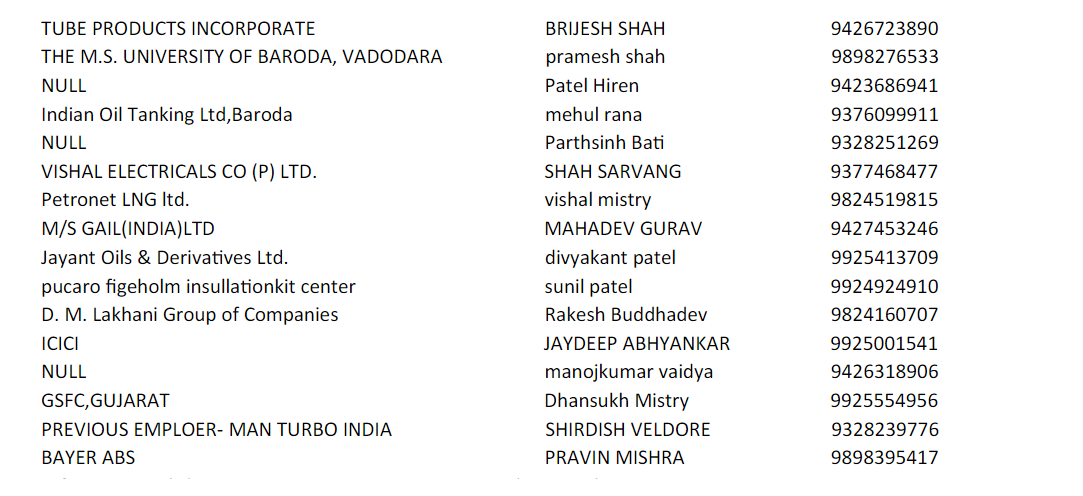 TUBE PRODUCTS INCORPORATE BRIJESH SHAH 9426723890
THE M.S. UNIVERSITY OF BARODA, VADODARA pramesh shah 9898276533
NULL Patel Hiren 9423686941
Indian Oil Tanking Ltd,Baroda mehul rana 9376099911
NULL Parthsinh Bati 9328251269
VISHAL ELECTRICALS CO (P) LTD. SHAH SARVANG 9377468477
Petronet LNG ltd. vishal mistry 9824519815
M/S GAIL(INDIA)LTD MAHADEV GURAV 9427453246
Jayant Oils & Derivatives Ltd. divyakant patel 9925413709
pucaro figeholm insullationkit center sunil patel 9924924910
D. M. Lakhani Group of Companies Rakesh Buddhadev 9824160707
ICICI JAYDEEP ABHYANKAR 9925001541
NULL manojkumar vaidya 9426318906
GSFC,GUJARAT Dhansukh Mistry 9925554956
PREVIOUS EMPLOER- MAN TURBO INDIA SHIRDISH VELDORE 9328239776
BAYER ABS PRAVIN MISHRA 9898395417